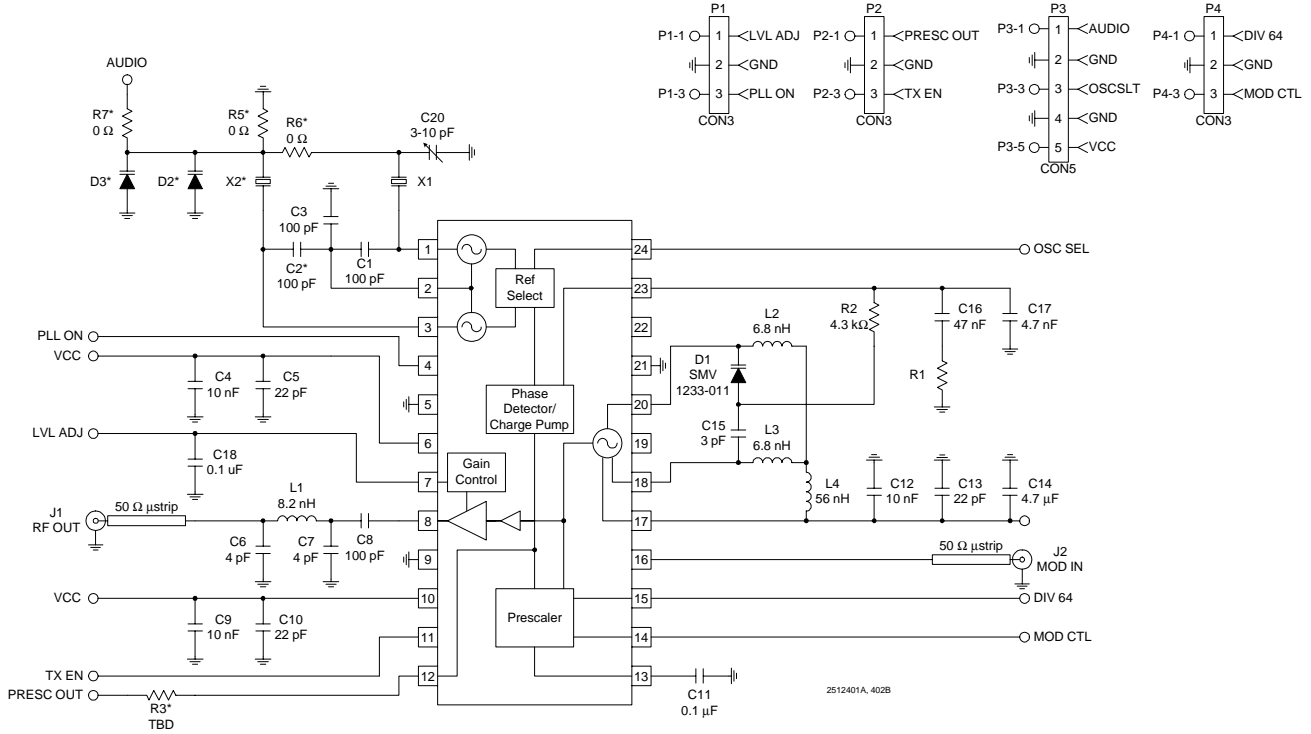 P1
P1-1
1
LVL ADJ
2
GND
P1-3
3
PLL ON
CON3
P2
P2-1
1
PRESC OUT
2
GND
P2-3
3
TX EN
CON3
P3
P3-1
1
AUDIO
2
GND
P3-3
3
OSCSLT
4
GND
P3-5
5
VCC
CON5
P4
P4-1
1
DIV 64
2
GND
P4-3
3
MOD CTL
CON3
AUDIO
R7*
0 Ω
R5*
0 Ω
R6*
0 Ω
C20
3-10 pF
D3*
D2*
X2*
X1
C3
100 pF
C2*
100 pF
C1
100 pF
PLL ON
VCC
C4
10 nF
C5
22 pF
LVL ADJ
C18
0.1 uF
J1
RF OUT
50 Ω µstrip
L1
8.2 nH
C6
4 pF
C7
4 pF
C8
100 pF
VCC
C9
10 nF
C10
22 pF
TX EN
PRESC OUT
R3*
TBD
1
2
3
4
5
6
7
8
9
10
11
12
Ref
Select
Phase
Detector/
Charge Pump
Gain
Control
Prescaler
24
23
22
21
20
19
18
17
16
15
14
13
OSC SEL
R2
4.3 kΩ
C16
47 nF
C17
4.7 nF
R1
L2
6.8 nH
D1
SMV
1233-011
C15
3 pF
L3
6.8 nH
L4
56 nH
C12
10 nF
C13
22 pF
C14
4.7 µF
50 Ω µstrip
J2
MOD IN
DIV 64
MOD CTL
C11
0.1 µF
2512401A, 402B